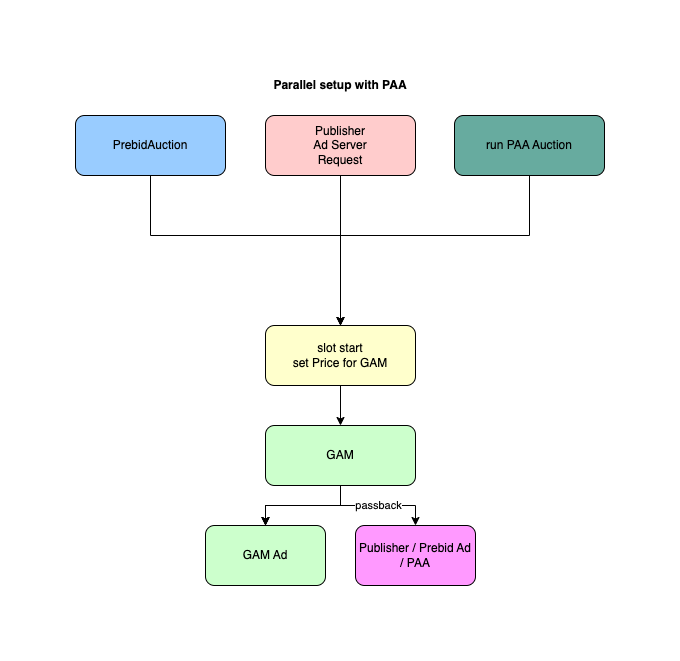 Parallel setup with PAA
PrebidAuction
Publisher
Ad Server
Request
run PAA Auction
slot start
set Price for GAM
GAM
passback
GAM Ad
Publisher / Prebid Ad
/ PAA